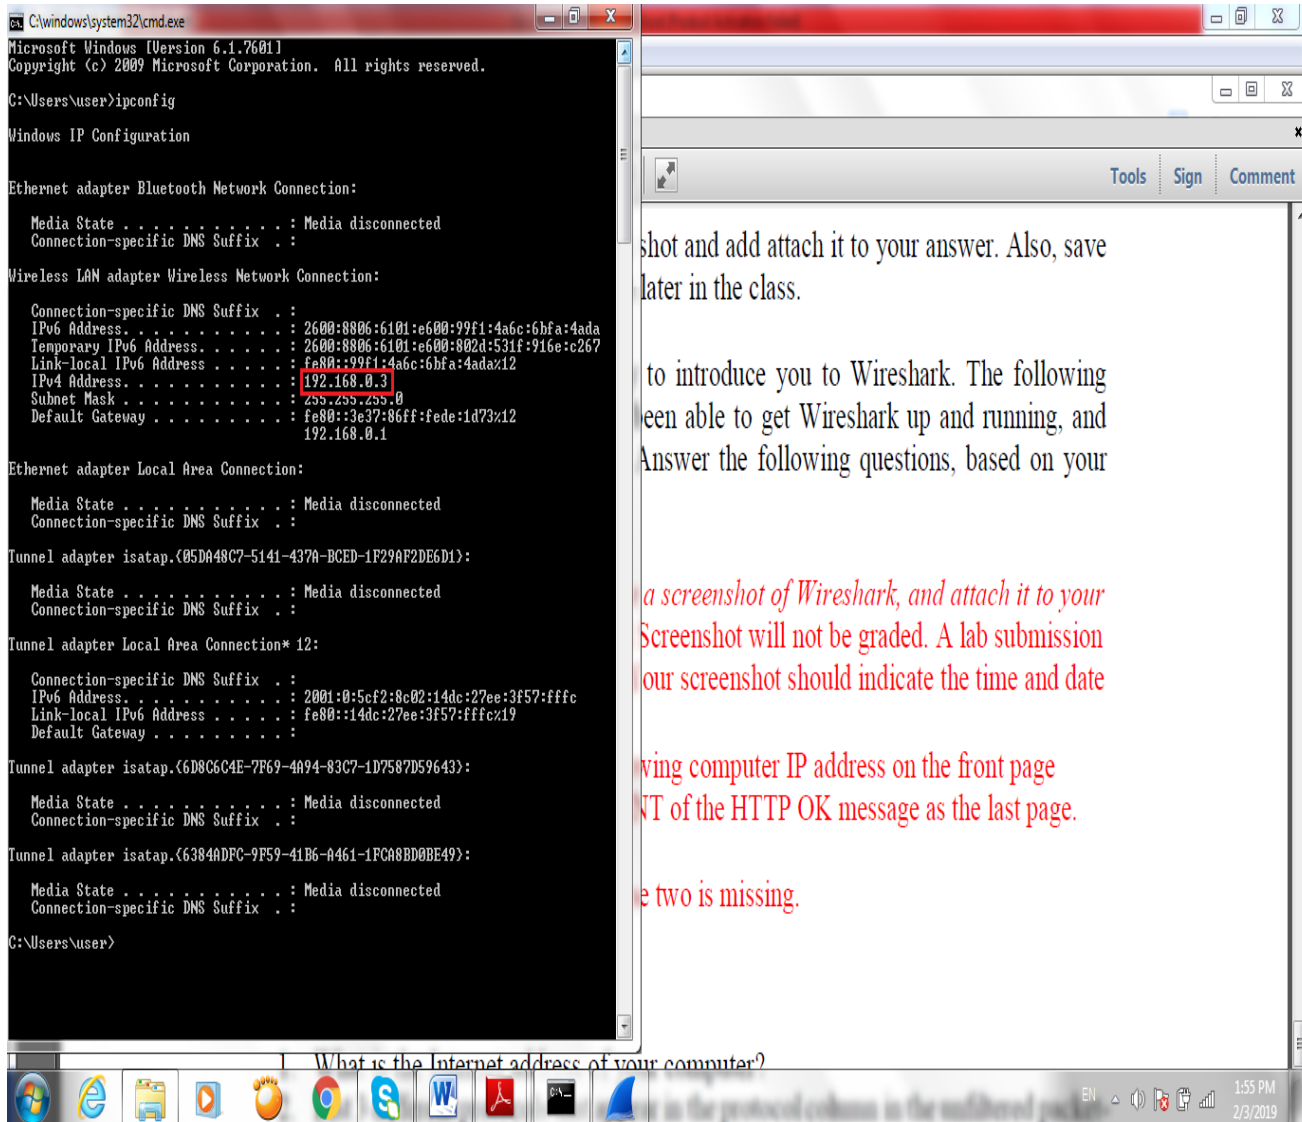 C:\windows\system32\cmd.exe
Microsoft Windows [Version 6.1.7601]
Copyright (c) 2009 Microsoft Corporation.  All rights reserved.
C:\Users\user>ipconfig
Windows IP Configuration
Ethernet adapter Bluetooth Network Connection:
Media State . . . . . . . . . . . : Media disconnected
Connection-specific DNS Suffix  . :
Wireless LAN adapter Wireless Network Connection:
Connection-specific DNS Suffix  . :
IPv6 Address. . . . . . . . . . . : 2600:8806:6101:e600:99f1:4a6c:6bfa:4ada
Temporary IPv6 Address. . . . . . : 2600:8806:6101:e600:802d:531f:916e:c267
Link-local IPv6 Address . . . . . : fe80::99f1:4a6c:6bfa:4ada%12
IPv4 Address. . . . . . . . . . . : 192.168.0.3
Subnet Mask . . . . . . . . . . . : 255.255.255.0
Default Gateway . . . . . . . . . : fe80::3e37:86ff:fede:1d73%12
192.168.0.1
Ethernet adapter Local Area Connection:
Media State . . . . . . . . . . . : Media disconnected
Connection-specific DNS Suffix  . :
Tunnel adapter isatap.{05DA48C7-5141-437A-BCED-1F29AF2DE6D1}:
Media State . . . . . . . . . . . : Media disconnected
Connection-specific DNS Suffix  . :
Tunnel adapter Local Area Connection* 12:
Connection-specific DNS Suffix  . :
IPv6 Address. . . . . . . . . . . : 2001:0:5cf2:8c02:14dc:27ee:3f57:fffc
Link-local IPv6 Address . . . . . : fe80::14dc:27ee:3f57:fffc%19
Default Gateway . . . . . . . . . :
Tunnel adapter isatap.{6D8C6C4E-7F69-4A94-83C7-1D7587D59643}:
Media State . . . . . . . . . . . : Media disconnected
Connection-specific DNS Suffix  . :
Tunnel adapter isatap.{6384ADFC-9F59-41B6-A461-1FCA8BD0BE49}:
Media State . . . . . . . . . . . : Media disconnected
Connection-specific DNS Suffix  . :
C:\Users\user>
Tools Sign Comment
shot and add attach it to your answer. Also, save
later in the class.
to introduce you to Wireshark. The following
been able to get Wireshark up and running, and
Answer the following questions, based on your
a screenshot of Wireshark, and attach it to your
Screenshot will not be graded. A lab submission
our screenshot should indicate the time and date
ving computer IP address on the front page
NT of the HTTP OK message as the last page.
e two is missing.
1. What is the Internet address of your computer?
in the protocol column in the unfiltered packet-
EN
1:55 PM
2/3/2019